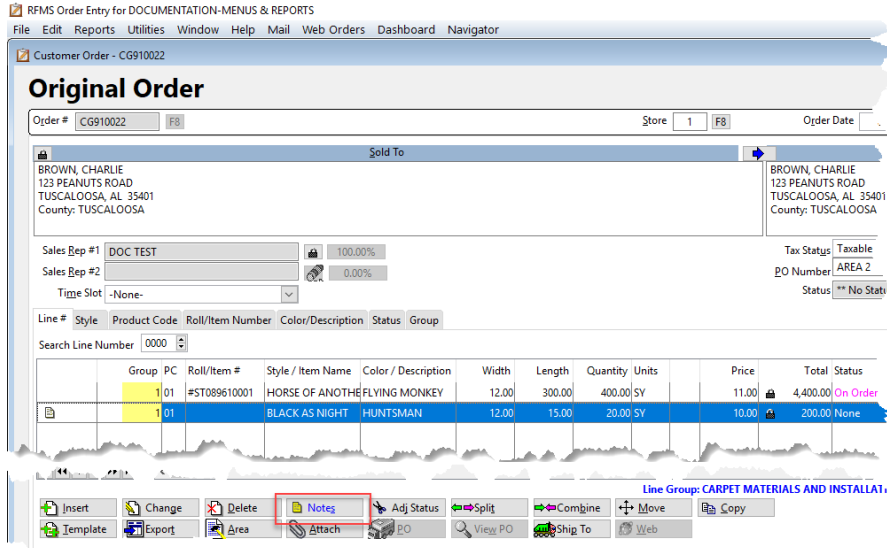 RFMS Order Entry for DOCUMENTATION-MENUS & REPORTS
File Edit Reports Utilities Window Help Mail Web Orders Dashboard Navigator
Customer Order - CG910022
Original Order
Order # CG910022 F8 Store 1 F8 Order Date
Sold To
BROWN, CHARLIE BROWN, CHARLIE
123 PEANUTS ROAD 123 PEANUTS ROAD
TUSCALOOSA, AL 35401 TUSCALOOSA, AL 35401
County: TUSCALOOSA County: TUSCALOOSA
Sales Rep #1 DOC TEST 100.00% Tax Status Taxable
Sales Rep #2 0.00% PO Number AREA 2
Time Slot -None- Status ** No Statu
Line # Style Product Code Roll/Item Number Color/Description Status Group
Search Line Number 0000
Group PC Roll/Item # Style / Item Name Color / Description Width Length Quantity Units Price Total Status
1 01 #ST089610001 HORSE OF ANOTHE FLYING MONKEY 12.00 300.00 400.00 SY 11.00 4,400.00 On Order
1 01 BLACK AS NIGHT HUNTSMAN 12.00 15.00 20.00 SY 10.00 200.00 None
Line Group: CARPET MATERIALS AND INSTALLAT
Insert Change Delete Notes Adj Status Split Combine Move Copy
Template Export Area Attach PO View PO Ship To Web